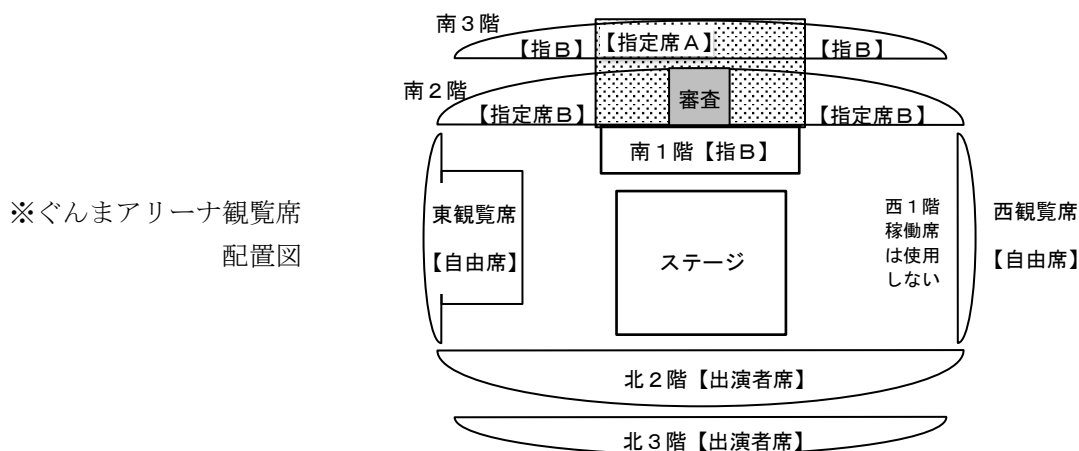 南３階
【指Ｂ】
【指定席Ａ】
【指Ｂ】
南２階
審査
【指定席Ｂ】
【指定席Ｂ】
南１階【指Ｂ】
※ぐんまアリーナ観覧席
配置図
東観覧席
【自由席】
ステージ
西１階
稼働席
は使用
しない
西観覧席
【自由席】
北２階【出演者席】
北３階【出演者席】